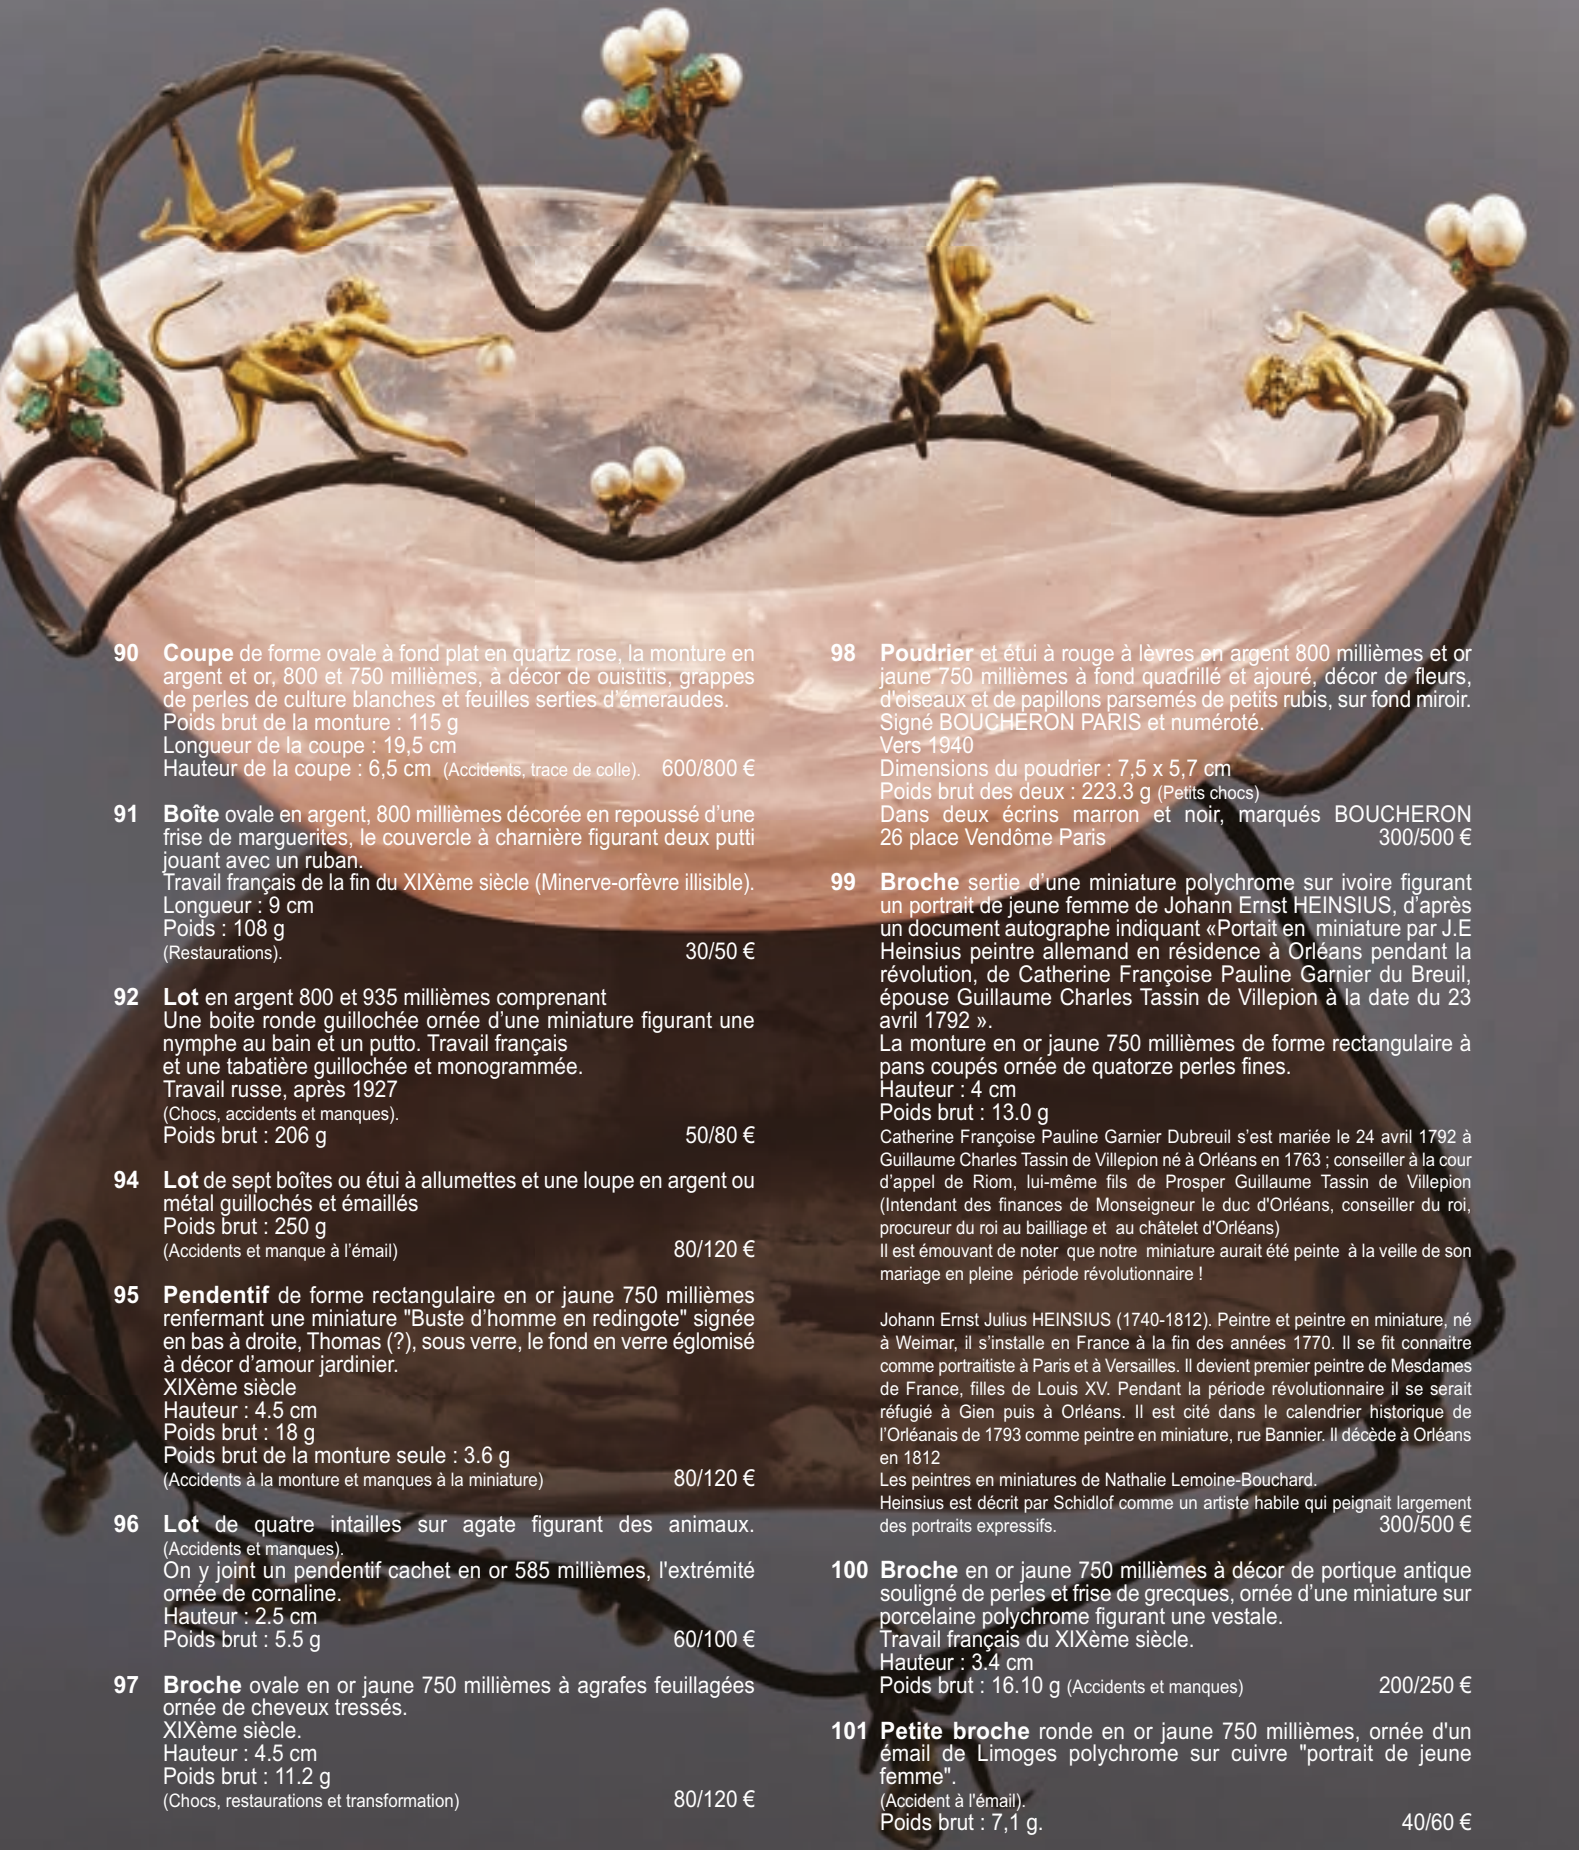 90 Coupe de forme ovale à fond plat en quartz rose, la monture en
argent et or, 800 et 750 millièmes, à décor de ouistitis, grappes
de perles de culture blanches et feuilles serties d’émeraudes.
Poids brut de la monture : 115 g
Longueur de la coupe : 19,5 cm
Hauteur de la coupe : 6,5 cm (Accidents, trace de colle). 600/800 €
91 Boîte ovale en argent, 800 millièmes décorée en repoussé d’une
frise de marguerites, le couvercle à charnière figurant deux putti
jouant avec un ruban.
Travail français de la fin du XIXème siècle (Minerve-orfèvre illisible).
Longueur : 9 cm
Poids : 108 g
(Restaurations). 30/50 €
92 Lot en argent 800 et 935 millièmes comprenant
Une boite ronde guillochée ornée d’une miniature figurant une
nymphe au bain et un putto. Travail français
et une tabatière guillochée et monogrammée.
Travail russe, après 1927
(Chocs, accidents et manques).
Poids brut : 206 g 50/80 €
94 Lot de sept boîtes ou étui à allumettes et une loupe en argent ou
métal guillochés et émaillés
Poids brut : 250 g
(Accidents et manque à l’émail) 80/120 €
95 Pendentif de forme rectangulaire en or jaune 750 millièmes
renfermant une miniature "Buste d’homme en redingote" signée
en bas à droite, Thomas (?), sous verre, le fond en verre églomisé
à décor d’amour jardinier.
XIXème siècle
Hauteur : 4.5 cm
Poids brut : 18 g
Poids brut de la monture seule : 3.6 g
(Accidents à la monture et manques à la miniature) 80/120 €
96 Lot de quatre intailles sur agate figurant des animaux.
(Accidents et manques).
On y joint un pendentif cachet en or 585 millièmes, l'extrémité
ornée de cornaline.
Hauteur : 2.5 cm
Poids brut : 5.5 g 60/100 €
97 Broche ovale en or jaune 750 millièmes à agrafes feuillagées
ornée de cheveux tressés.
XIXème siècle.
Hauteur : 4.5 cm
Poids brut : 11.2 g
(Chocs, restaurations et transformation) 80/120 €
98 Poudrier et étui à rouge à lèvres en argent 800 millièmes et or
jaune 750 millièmes à fond quadrillé et ajouré, décor de fleurs,
d'oiseaux et de papillons parsemés de petits rubis, sur fond miroir.
Signé BOUCHERON PARIS et numéroté.
Vers 1940
Dimensions du poudrier : 7,5 x 5,7 cm
Poids brut des deux : 223.3 g (Petits chocs)
Dans deux écrins marron et noir, marqués BOUCHERON
26 place Vendôme Paris 300/500 €
99 Broche sertie d’une miniature polychrome sur ivoire figurant
un portrait de jeune femme de Johann Ernst HEINSIUS, d’après
un document autographe indiquant «Portait en miniature par J.E
Heinsius peintre allemand en résidence à Orléans pendant la
révolution, de Catherine Françoise Pauline Garnier du Breuil,
épouse Guillaume Charles Tassin de Villepion à la date du 23
avril 1792 ».
La monture en or jaune 750 millièmes de forme rectangulaire à
pans coupés ornée de quatorze perles fines.
Hauteur : 4 cm
Poids brut : 13.0 g
Catherine Françoise Pauline Garnier Dubreuil s’est mariée le 24 avril 1792 à
Guillaume Charles Tassin de Villepion né à Orléans en 1763 ; conseiller à la cour
d’appel de Riom, lui-même fils de Prosper Guillaume Tassin de Villepion
(Intendant des finances de Monseigneur le duc d'Orléans, conseiller du roi,
procureur du roi au bailliage et au châtelet d'Orléans)
Il est émouvant de noter que notre miniature aurait été peinte à la veille de son
mariage en pleine période révolutionnaire !
Johann Ernst Julius HEINSIUS (1740-1812). Peintre et peintre en miniature, né
à Weimar, il s’installe en France à la fin des années 1770. Il se fit connaitre
comme portraitiste à Paris et à Versailles. Il devient premier peintre de Mesdames
de France, filles de Louis XV. Pendant la période révolutionnaire il se serait
réfugié à Gien puis à Orléans. Il est cité dans le calendrier historique de
l’Orléanais de 1793 comme peintre en miniature, rue Bannier. Il décède à Orléans
en 1812
Les peintres en miniatures de Nathalie Lemoine-Bouchard.
Heinsius est décrit par Schidlof comme un artiste habile qui peignait largement
des portraits expressifs. 300/500 €
100 Broche en or jaune 750 millièmes à décor de portique antique
souligné de perles et frise de grecques, ornée d’une miniature sur
porcelaine polychrome figurant une vestale.
Travail français du XIXème siècle.
Hauteur : 3.4 cm
Poids brut : 16.10 g (Accidents et manques) 200/250 €
101 Petite broche ronde en or jaune 750 millièmes, ornée d'un
émail de Limoges polychrome sur cuivre "portrait de jeune
femme".
(Accident à l'émail).
Poids brut : 7,1 g. 40/60 €